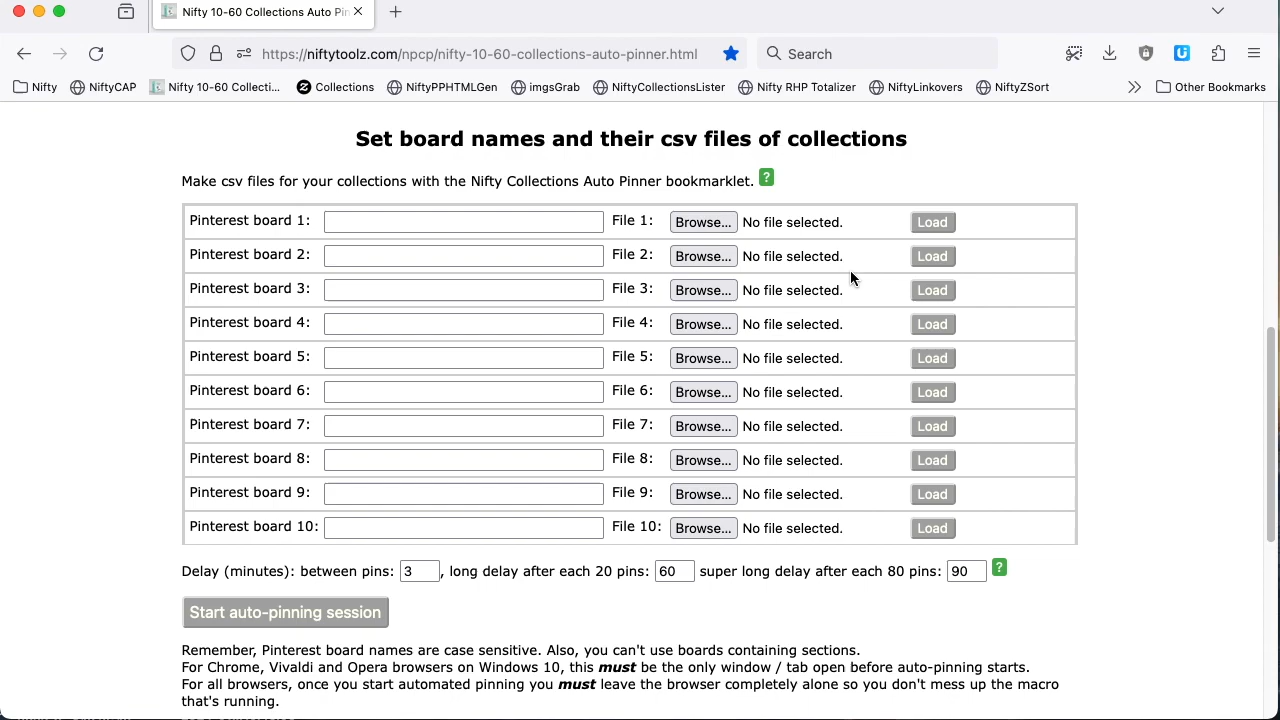 Nifty 10-60 Collections Auto Pin
https://niftytoolz.com/npcp/nifty-10-60-collections-auto-pinner.html Search
Nifty NiftyCAP Nifty 10-60 Collecti... Collections NiftyPPHTMLGen imgsGrab NiftyCollectionsLister Nifty RHP Totalizer NiftyLinkovers NiftyZSort Other Bookmarks
Set board names and their csv files of collections
Make csv files for your collections with the Nifty Collections Auto Pinner bookmarklet. ?
Pinterest board 1: File 1: Browse... No file selected. Load
Pinterest board 2: File 2: Browse... No file selected. Load
Pinterest board 3: File 3: Browse... No file selected. Load
Pinterest board 4: File 4: Browse... No file selected. Load
Pinterest board 5: File 5: Browse... No file selected. Load
Pinterest board 6: File 6: Browse... No file selected. Load
Pinterest board 7: File 7: Browse... No file selected. Load
Pinterest board 8: File 8: Browse... No file selected. Load
Pinterest board 9: File 9: Browse... No file selected. Load
Pinterest board 10: File 10: Browse... No file selected. Load
Delay (minutes): between pins: 3 , long delay after each 20 pins: 60 super long delay after each 80 pins: 90 ?
Start auto-pinning session
Remember, Pinterest board names are case sensitive. Also, you can't use boards containing sections.
For Chrome, Vivaldi and Opera browsers on Windows 10, this must be the only window / tab open before auto-pinning starts.
For all browsers, once you start automated pinning you must leave the browser completely alone so you don't mess up the macro
that's running.